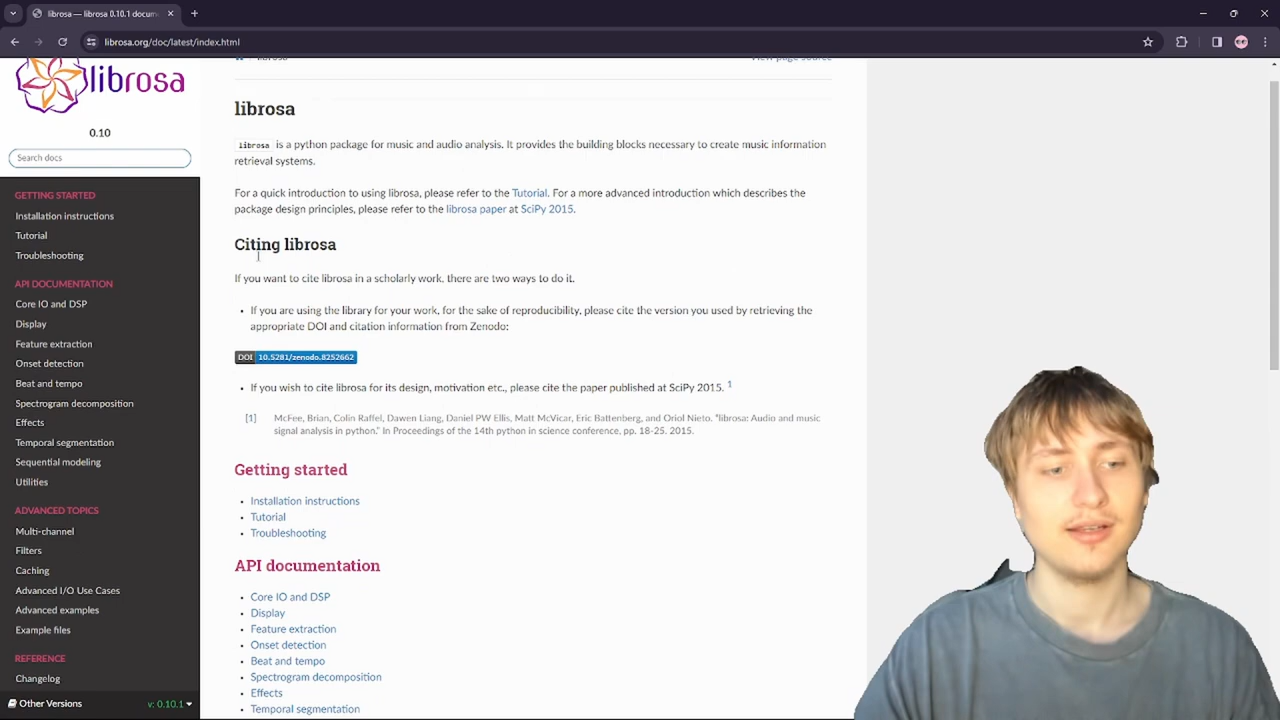 librosa — librosa 0.10.1 docum
librosa.org/doc/latest/index.html
librosa
0.10
Search docs
GETTING STARTED
Installation instructions
Tutorial
Troubleshooting
API DOCUMENTATION
Core IO and DSP
Display
Feature extraction
Onset detection
Beat and tempo
Spectrogram decomposition
Effects
Temporal segmentation
Sequential modeling
Utilities
ADVANCED TOPICS
Multi-channel
Filters
Caching
Advanced I/O Use Cases
Advanced examples
Example files
REFERENCE
Changelog
Other Versions v: 0.10.1
librosa View page source
librosa
librosa is a python package for music and audio analysis. It provides the building blocks necessary to create music information
retrieval systems.
For a quick introduction to using librosa, please refer to the Tutorial. For a more advanced introduction which describes the
package design principles, please refer to the librosa paper at SciPy 2015.
Citing librosa
If you want to cite librosa in a scholarly work, there are two ways to do it.
• If you are using the library for your work, for the sake of reproducibility, please cite the version you used by retrieving the
appropriate DOI and citation information from Zenodo:
DOI 10.5281/zenodo.8252662
• If you wish to cite librosa for its design, motivation etc., please cite the paper published at SciPy 2015. 1
[1] McFee, Brian, Colin Raffel, Dawen Liang, Daniel PW Ellis, Matt McVicar, Eric Battenberg, and Oriol Nieto. “librosa: Audio and music
signal analysis in python.” In Proceedings of the 14th python in science conference, pp. 18-25. 2015.
Getting started
• Installation instructions
• Tutorial
• Troubleshooting
API documentation
• Core IO and DSP
• Display
• Feature extraction
• Onset detection
• Beat and tempo
• Spectrogram decomposition
• Effects
• Temporal segmentation